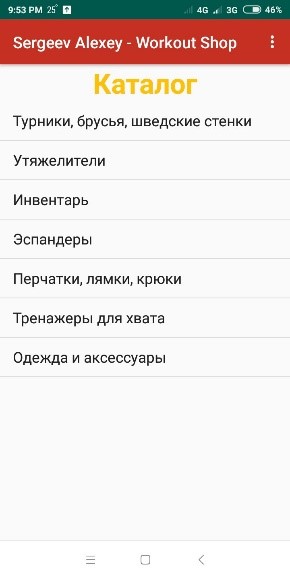 9:53 PM 25° 4G 3G 46%
Sergeev Alexey - Workout Shop
Каталог
Турники, брусья, шведские стенки
Утяжелители
Инвентарь
Эспандеры
Перчатки, лямки, крюки
Тренажеры для хвата
Одежда и аксессуары